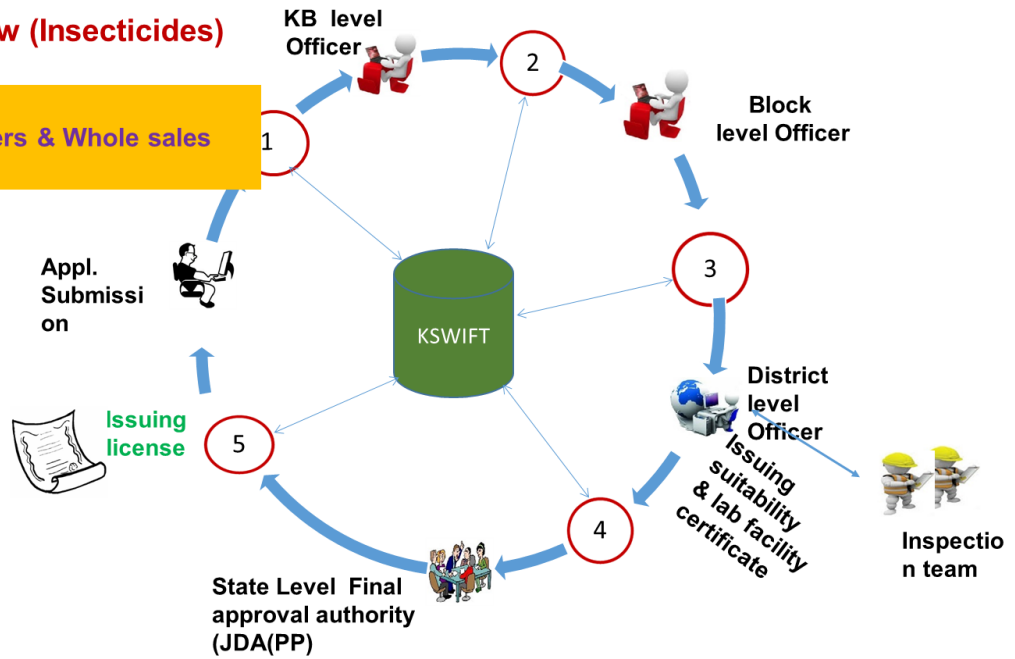 w (Insecticides)
ers & Whole sales
KB level
Officer
1
2
Block
level Officer
3
Appl.
Submissi
on
KSWIFT
District
level
Officer
Issuing
suitability
& lab facility
certificate
Issuing
license
5
4
Inspectio
n team
State Level Final
approval authority
(JDA(PP)